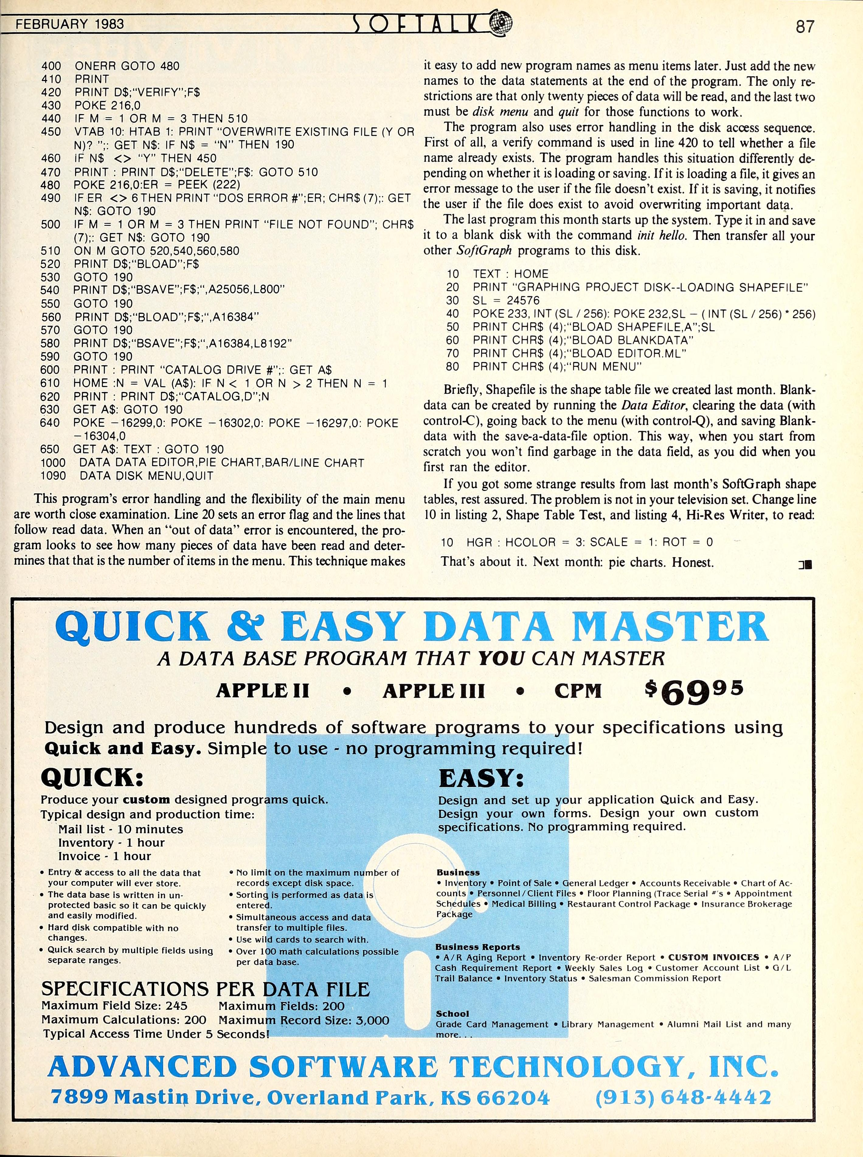 FEBRUARY 1983
SOFTALK
87
400 ONERR GOTO 480
410 PRINT
420 PRINT D$;"VERIFY";F$
430 POKE 216,0
440 IF M = 1 OR M = 3 THEN 510
450 VTAB 10: HTAB 1: PRINT "OVERWRITE EXISTING FILE (Y OR
N)? ";: GET N$: IF N$ = "N" THEN 190
460 IF N$ <> "Y" THEN 450
470 PRINT : PRINT D$;"DELETE";F$: GOTO 510
480 POKE 216,0:ER = PEEK (222)
490 IF ER <> 6 THEN PRINT "DOS ERROR #";ER; CHR$ (7);: GET
N$: GOTO 190
500 IF M = 1 OR M = 3 THEN PRINT "FILE NOT FOUND"; CHR$
(7);: GET N$: GOTO 190
510 ON M GOTO 520,540,560,580
520 PRINT D$;"BLOAD";F$
530 GOTO 190
540 PRINT D$;"BSAVE";F$;",A25056,L800"
550 GOTO 190
560 PRINT D$;"BLOAD";F$;",A16384"
570 GOTO 190
580 PRINT D$;"BSAVE";F$;",A16384,L8192"
590 GOTO 190
600 PRINT : PRINT "CATALOG DRIVE #";: GET A$
610 HOME :N = VAL (A$): IF N < 1 OR N > 2 THEN N = 1
620 PRINT : PRINT D$;"CATALOG,D";N
630 GET A$: GOTO 190
640 POKE -16299,0: POKE -16302,0: POKE -16297,0: POKE
-16304,0
650 GET A$: TEXT : GOTO 190
1000 DATA DATA EDITOR,PIE CHART,BAR/LINE CHART
1090 DATA DISK MENU,QUIT
This program's error handling and the flexibility of the main menu
are worth close examination. Line 20 sets an error flag and the lines that
follow read data. When an "out of data" error is encountered, the pro-
gram looks to see how many pieces of data have been read and deter-
mines that that is the number of items in the menu. This technique makes
it easy to add new program names as menu items later. Just add the new
names to the data statements at the end of the program. The only re-
strictions are that only twenty pieces of data will be read, and the last two
must be disk menu and quit for those functions to work.
The program also uses error handling in the disk access sequence.
First of all, a verify command is used in line 420 to tell whether a file
name already exists. The program handles this situation differently de-
pending on whether it is loading or saving. If it is loading a file, it gives an
error message to the user if the file doesn't exist. If it is saving, it notifies
the user if the file does exist to avoid overwriting important data.
The last program this month starts up the system. Type it in and save
it to a blank disk with the command init hello. Then transfer all your
other SoftGraph programs to this disk.
10 TEXT : HOME
20 PRINT "GRAPHING PROJECT DISK--LOADING SHAPEFILE"
30 SL = 24576
40 POKE 233, INT (SL / 256): POKE 232,SL - ( INT (SL / 256) * 256)
50 PRINT CHR$ (4);"BLOAD SHAPEFILE,A";SL
60 PRINT CHR$ (4);"BLOAD BLANKDATA"
70 PRINT CHR$ (4);"BLOAD EDITOR.ML"
80 PRINT CHR$ (4);"RUN MENU"
Briefly, Shapefile is the shape table file we created last month. Blank-
data can be created by running the Data Editor, clearing the data (with
control-C), going back to the menu (with control-Q), and saving Blank-
data with the save-a-data-file option. This way, when you start from
scratch you won't find garbage in the data field, as you did when you
first ran the editor.
If you got some strange results from last month's SoftGraph shape
tables, rest assured. The problem is not in your television set. Change line
10 in listing 2, Shape Table Test, and listing 4, Hi-Res Writer, to read:
10 HGR : HCOLOR = 3: SCALE = 1: ROT = 0
That's about it. Next month: pie charts. Honest.
QUICK & EASY DATA MASTER
A DATA BASE PROGRAM THAT YOU CAN MASTER
APPLE II • APPLE III • CPM $69 95
Design and produce hundreds of software programs to your specifications using
Quick and Easy. Simple to use - no programming required!
QUICK:
Produce your custom designed programs quick.
Typical design and production time:
Mail list - 10 minutes
Inventory - 1 hour
Invoice - 1 hour
• Entry & access to all the data that
your computer will ever store.
• The data base is written in un-
protected basic so it can be quickly
and easily modified.
• Hard disk compatible with no
changes.
• Quick search by multiple fields using
separate ranges.
• No limit on the maximum number of
records except disk space.
• Sorting is performed as data is
entered.
• Simultaneous access and data
transfer to multiple files.
• Use wild cards to search with.
• Over 100 math calculations possible
per data base.
SPECIFICATIONS PER DATA FILE
Maximum Field Size: 245 Maximum Fields: 200
Maximum Calculations: 200 Maximum Record Size: 3,000
Typical Access Time Under 5 Seconds!
EASY:
Design and set up your application Quick and Easy.
Design your own forms. Design your own custom
specifications. No programming required.
Business
• Inventory • Point of Sale • General Ledger • Accounts Receivable • Chart of Ac-
counts • Personnel/Client Files • Floor Planning (Trace Serial #'s • Appointment
Schedules • Medical Billing • Restaurant Control Package • Insurance Brokerage
Package
Business Reports
• A/R Aging Report • Inventory Re-order Report • CUSTOM INVOICES • A/P
Cash Requirement Report • Weekly Sales Log • Customer Account List • G/L
Trail Balance • Inventory Status • Salesman Commission Report
School
Grade Card Management • Library Management • Alumni Mail List and many
more. . .
ADVANCED SOFTWARE TECHNOLOGY, INC.
7899 Mastin Drive, Overland Park, KS 66204 (913) 648-4442